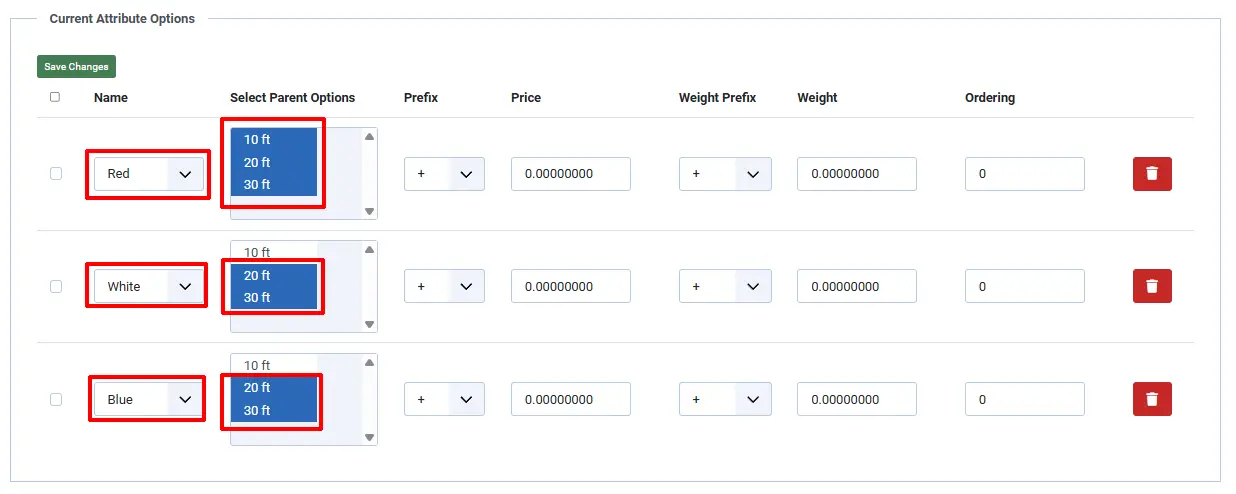 Current Attribute Options
Save Changes
Name Select Parent Options Prefix Price Weight Prefix Weight Ordering
10 ft
20 ft
30 ft
Red + 0.00000000 + 0.00000000 0
10 ft
20 ft
30 ft
White + 0.00000000 + 0.00000000 0
10 ft
20 ft
30 ft
Blue + 0.00000000 + 0.00000000 0